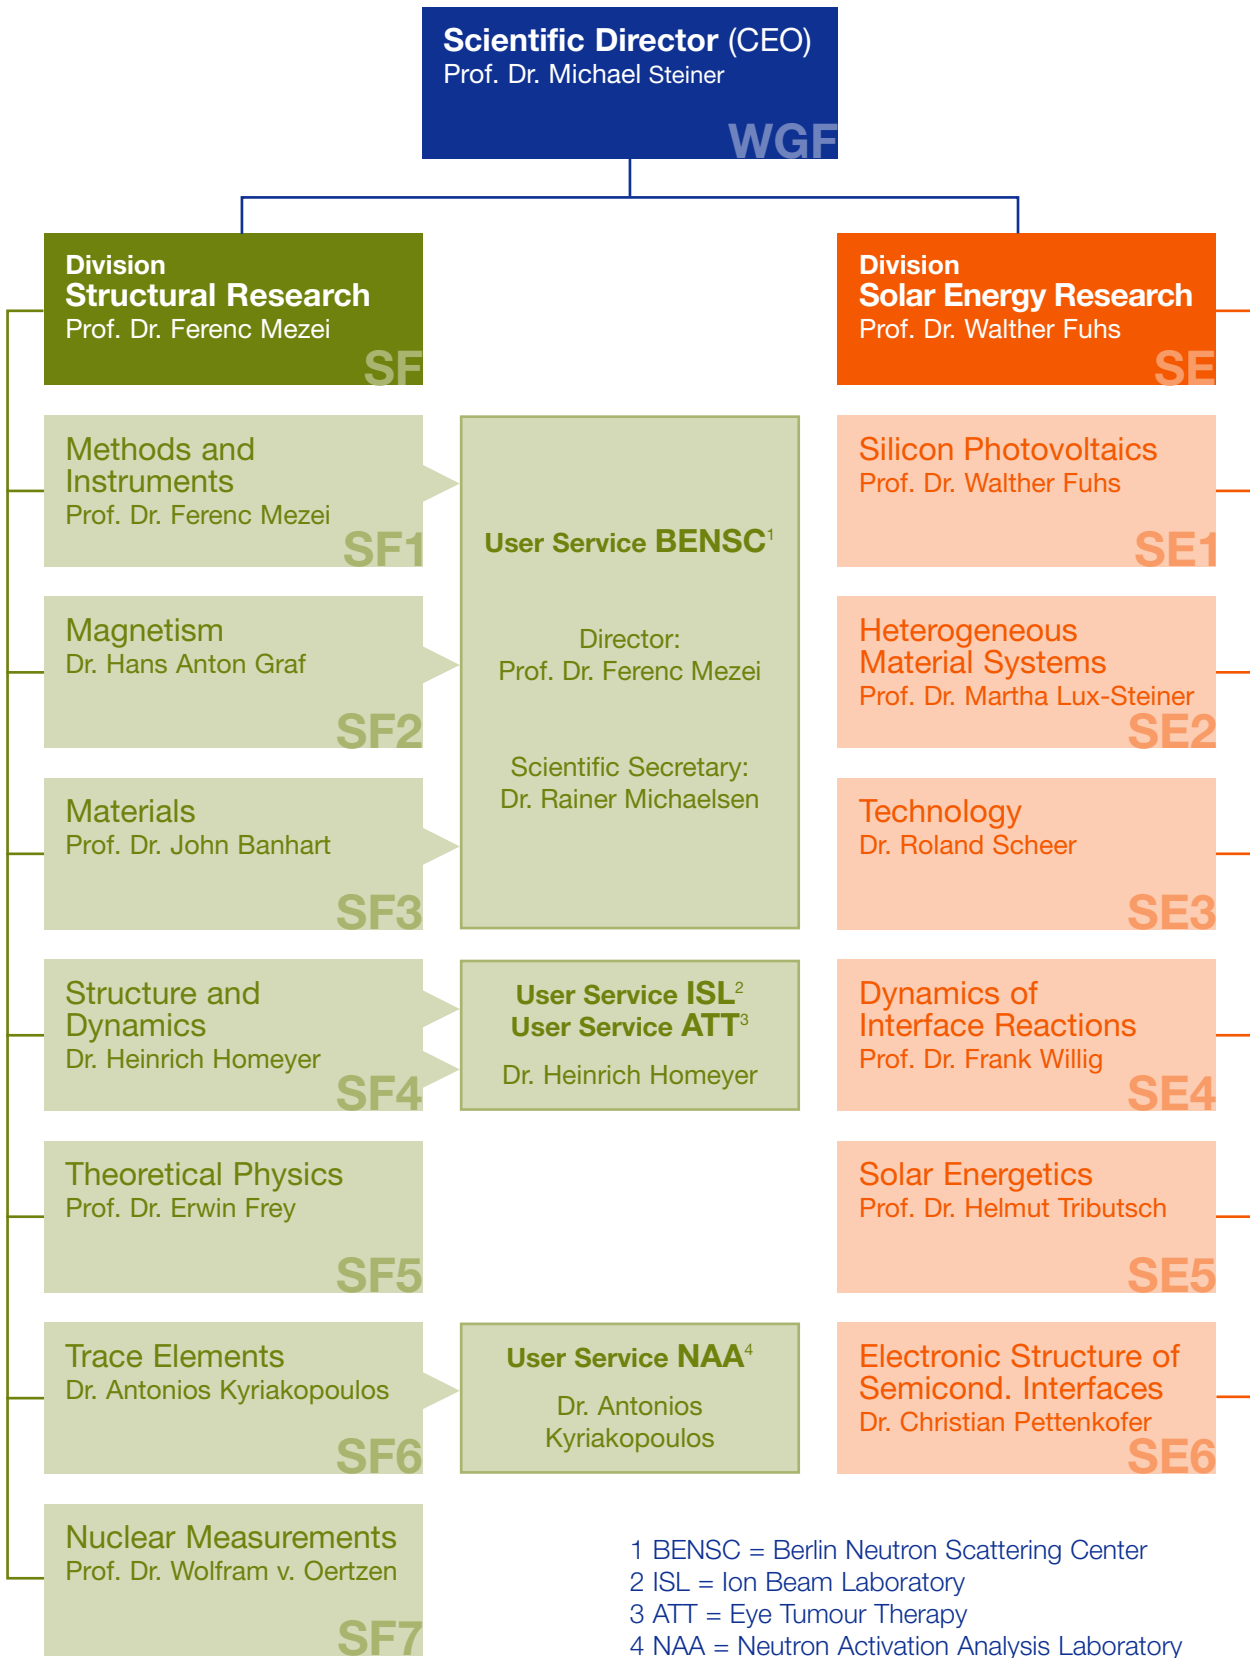 Scientific Director (CEO)
Prof. Dr. Michael Steiner
WGF
Division
Structural Research
Prof. Dr. Ferenc Mezei
SF
Division
Solar Energy Research
Prof. Dr. Walther Fuhs
SE
Methods and
Instruments
Prof. Dr. Ferenc Mezei
SF1
Magnetism
Dr. Hans Anton Graf
SF2
Materials
Prof. Dr. John Banhart
SF3
User Service BENSC¹
Director:
Prof. Dr. Ferenc Mezei
Scientific Secretary:
Dr. Rainer Michaelsen
Silicon Photovoltaics
Prof. Dr. Walther Fuhs
SE1
Heterogeneous
Material Systems
Prof. Dr. Martha Lux-Steiner
SE2
Technology
Dr. Roland Scheer
SE3
Structure and
Dynamics
Dr. Heinrich Homeyer
SF4
User Service ISL²
User Service ATT³
Dr. Heinrich Homeyer
Dynamics of
Interface Reactions
Prof. Dr. Frank Willig
SE4
Theoretical Physics
Prof. Dr. Erwin Frey
SF5
Solar Energetics
Prof. Dr. Helmut Tributsch
SE5
Trace Elements
Dr. Antonios Kyriakopoulos
SF6
User Service NAA⁴
Dr. Antonios
Kyriakopoulos
Electronic Structure of
Semicond. Interfaces
Dr. Christian Pettenkofer
SE6
Nuclear Measurements
Prof. Dr. Wolfram v. Oertzen
SF7
1 BENSC = Berlin Neutron Scattering Center
2 ISL = Ion Beam Laboratory
3 ATT = Eye Tumour Therapy
4 NAA = Neutron Activation Analysis Laboratory